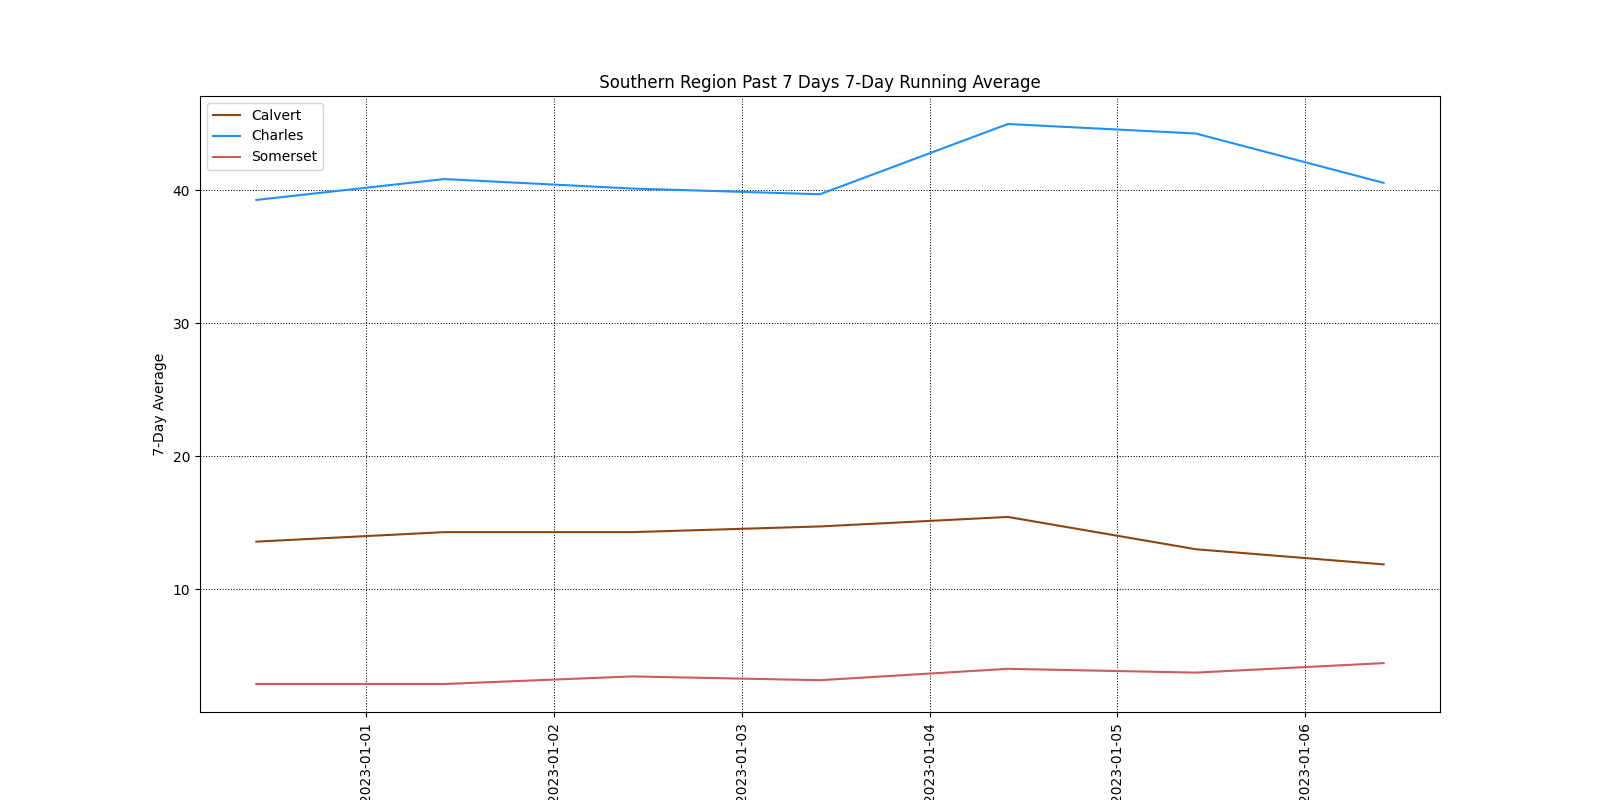 Southern Region Past 7 Days 7-Day Running Average
Calvert
Charles
Somerset
7-Day Average
40
30
20
10
2023-01-01
2023-01-02
2023-01-03
2023-01-04
2023-01-05
2023-01-06